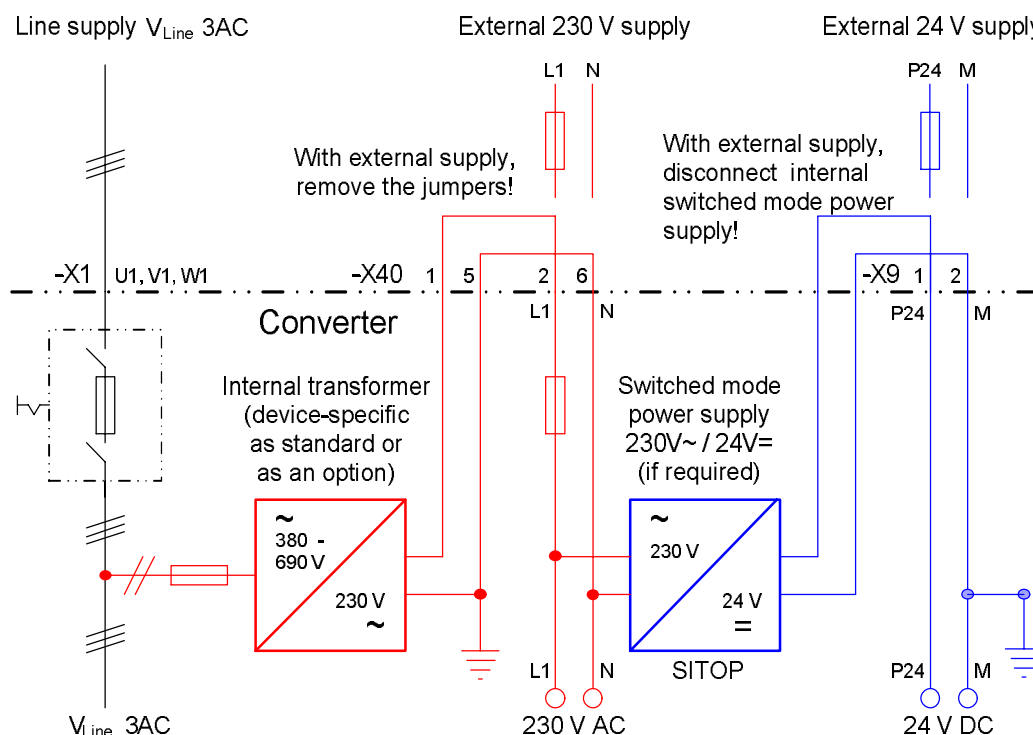 Line supply VLine 3AC
External 230 V supply
External 24 V supply
L1 N
P24 M
With external supply,
remove the jumpers!
With external supply,
disconnect internal
switched mode power
supply!
-X1 U1, V1, W1
-X40 1 5 2 6
-X9 1 2
Converter
L1 N
P24 M
Internal transformer
(device-specific
as standard or
as an option)
Switched mode
power supply
230V~ / 24V=
(if required)
~
380 -
690 V
230 V
~
~
230 V
24 V
=
SITOP
L1 N
P24 M
VLine 3AC
230 V AC
24 V DC